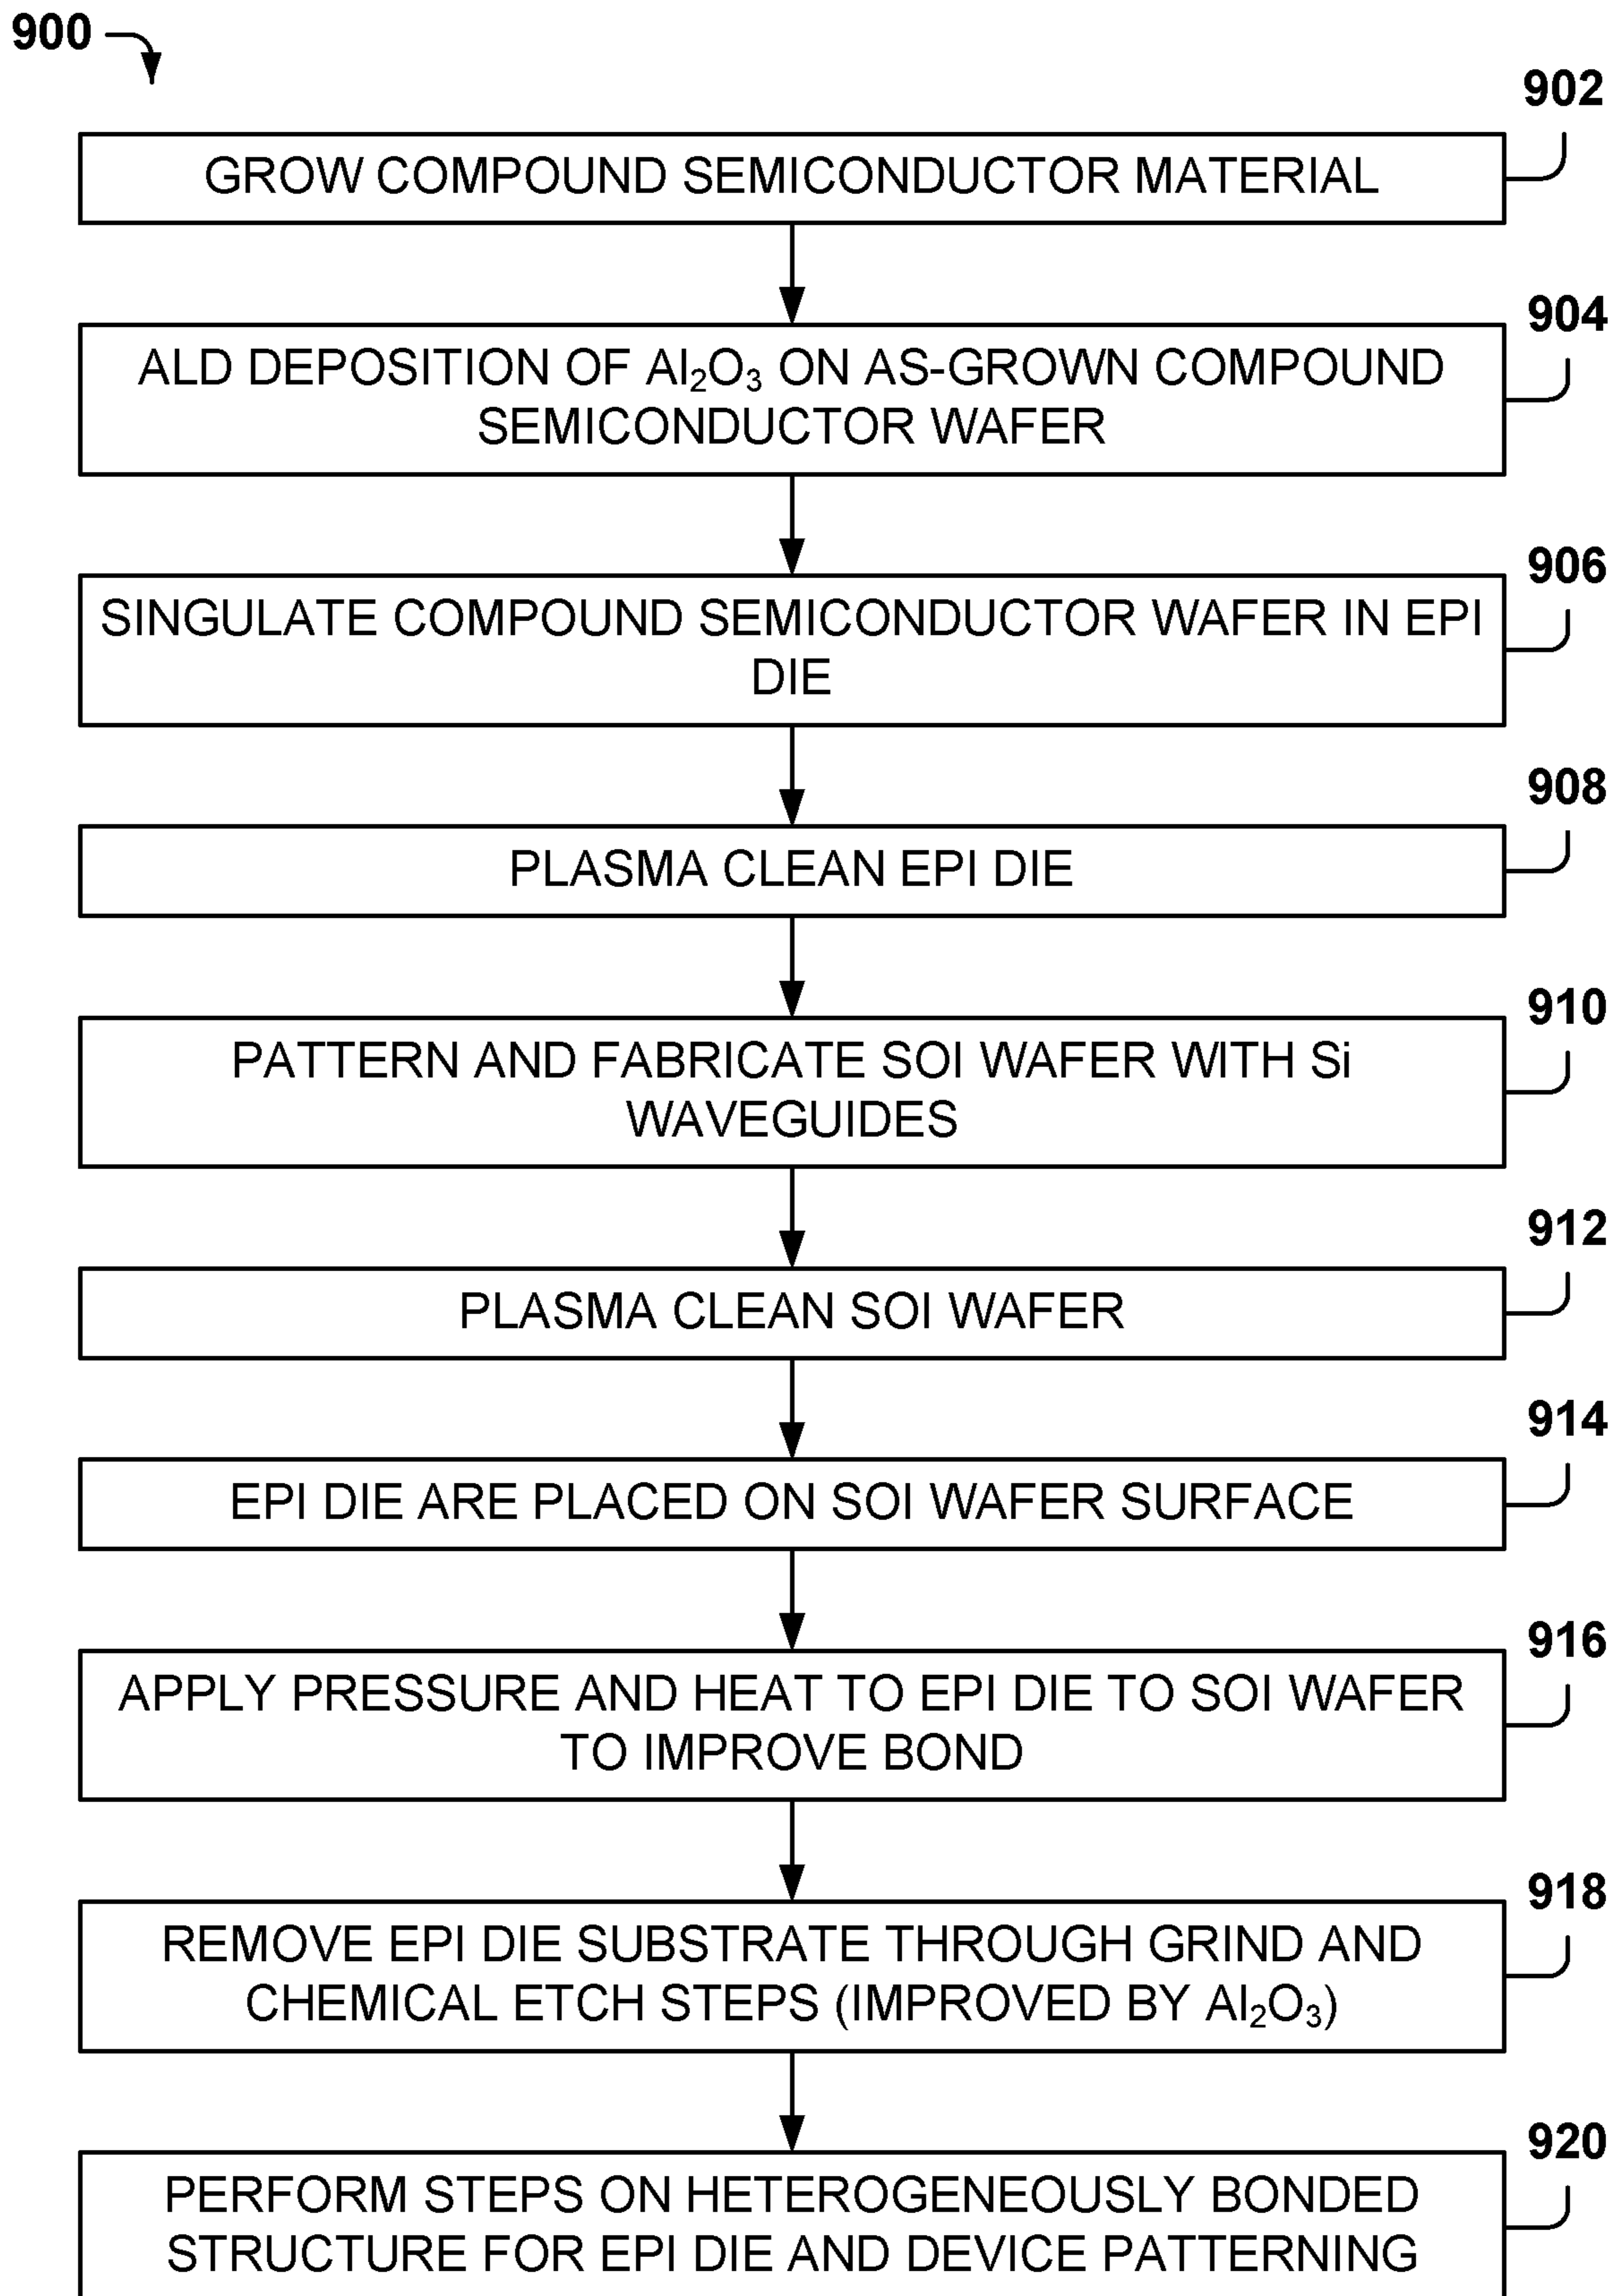 900
902
GROW COMPOUND SEMICONDUCTOR MATERIAL
904
ALD DEPOSITION OF Al₂O₃ ON AS-GROWN COMPOUND
SEMICONDUCTOR WAFER
906
SINGULATE COMPOUND SEMICONDUCTOR WAFER IN EPI
DIE
908
PLASMA CLEAN EPI DIE
910
PATTERN AND FABRICATE SOI WAFER WITH Si
WAVEGUIDES
912
PLASMA CLEAN SOI WAFER
914
EPI DIE ARE PLACED ON SOI WAFER SURFACE
916
APPLY PRESSURE AND HEAT TO EPI DIE TO SOI WAFER
TO IMPROVE BOND
918
REMOVE EPI DIE SUBSTRATE THROUGH GRIND AND
CHEMICAL ETCH STEPS (IMPROVED BY Al₂O₃)
920
PERFORM STEPS ON HETEROGENEOUSLY BONDED
STRUCTURE FOR EPI DIE AND DEVICE PATTERNING